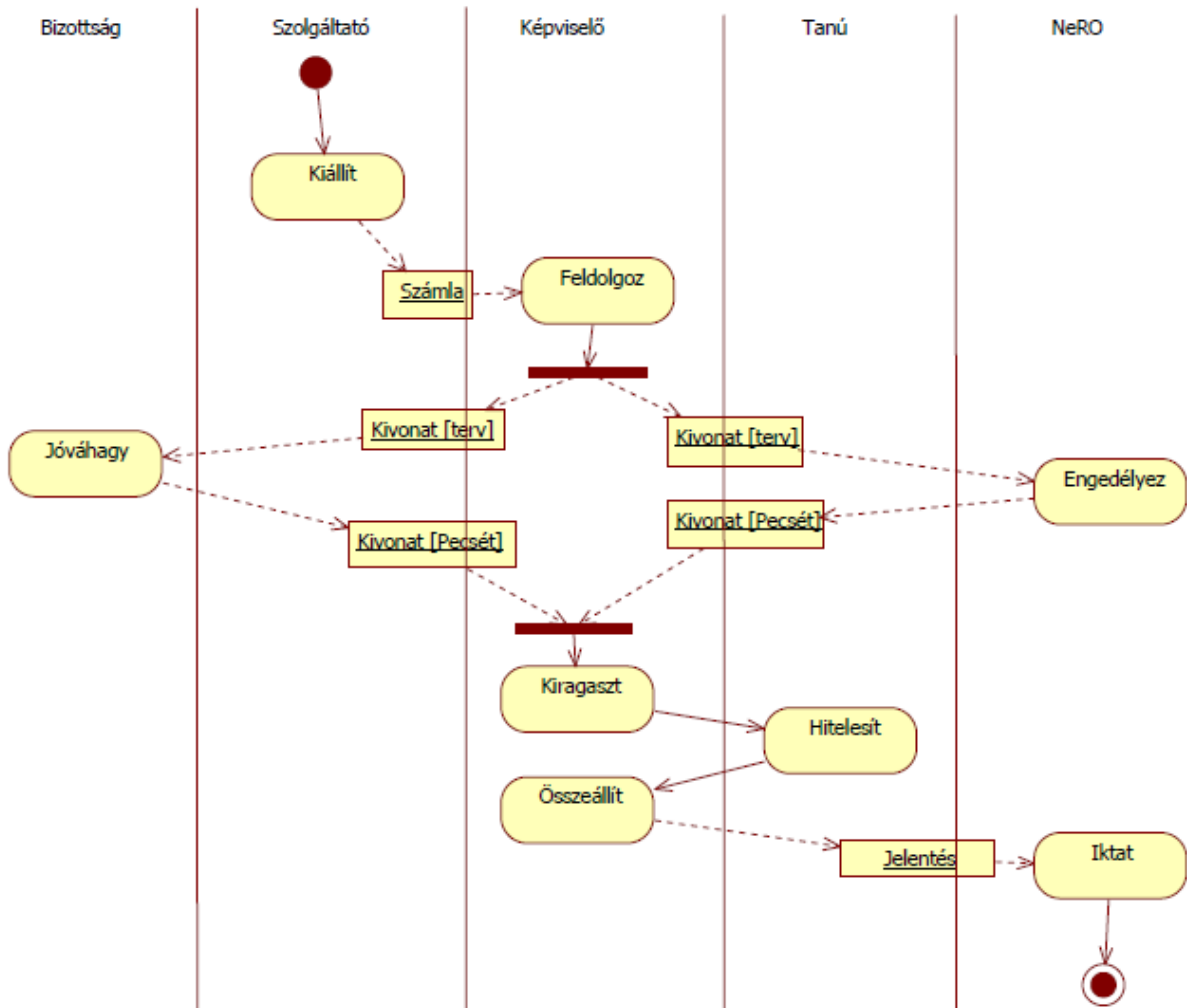 Bizottság
Szolgáltató
Képviselő
Tanú
NeRO
Kiállít
Számla
Feldolgoz
Kivonat [terv]
Kivonat [terv]
Jóváhagy
Engedélyez
Kivonat [Pecsét]
Kivonat [Pecsét]
Kiragaszt
Hitelesít
Összeállít
Jelentés
Iktat